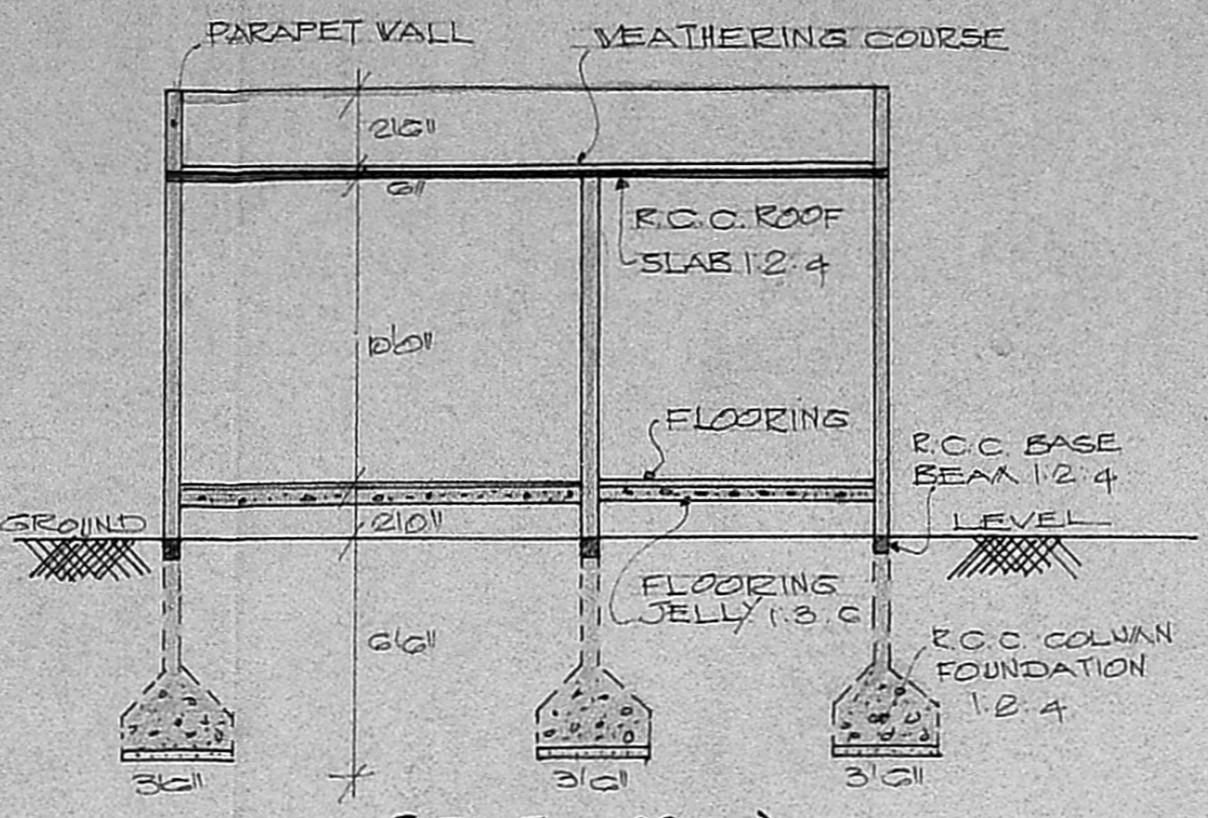 PARAPET WALL
WEATHERING COURSE
2'6"
6"
R.C.C. ROOF
SLAB 1:2:4
10'0"
FLOORING
R.C.C. BASE
BEAM 1:2:4
GROUND
2'0"
LEVEL
FLOORING
JELLY 1:3:6
6'6"
R.C.C. COLUMN
FOUNDATION
1:2:4
3'6"
3'6"
3'6"